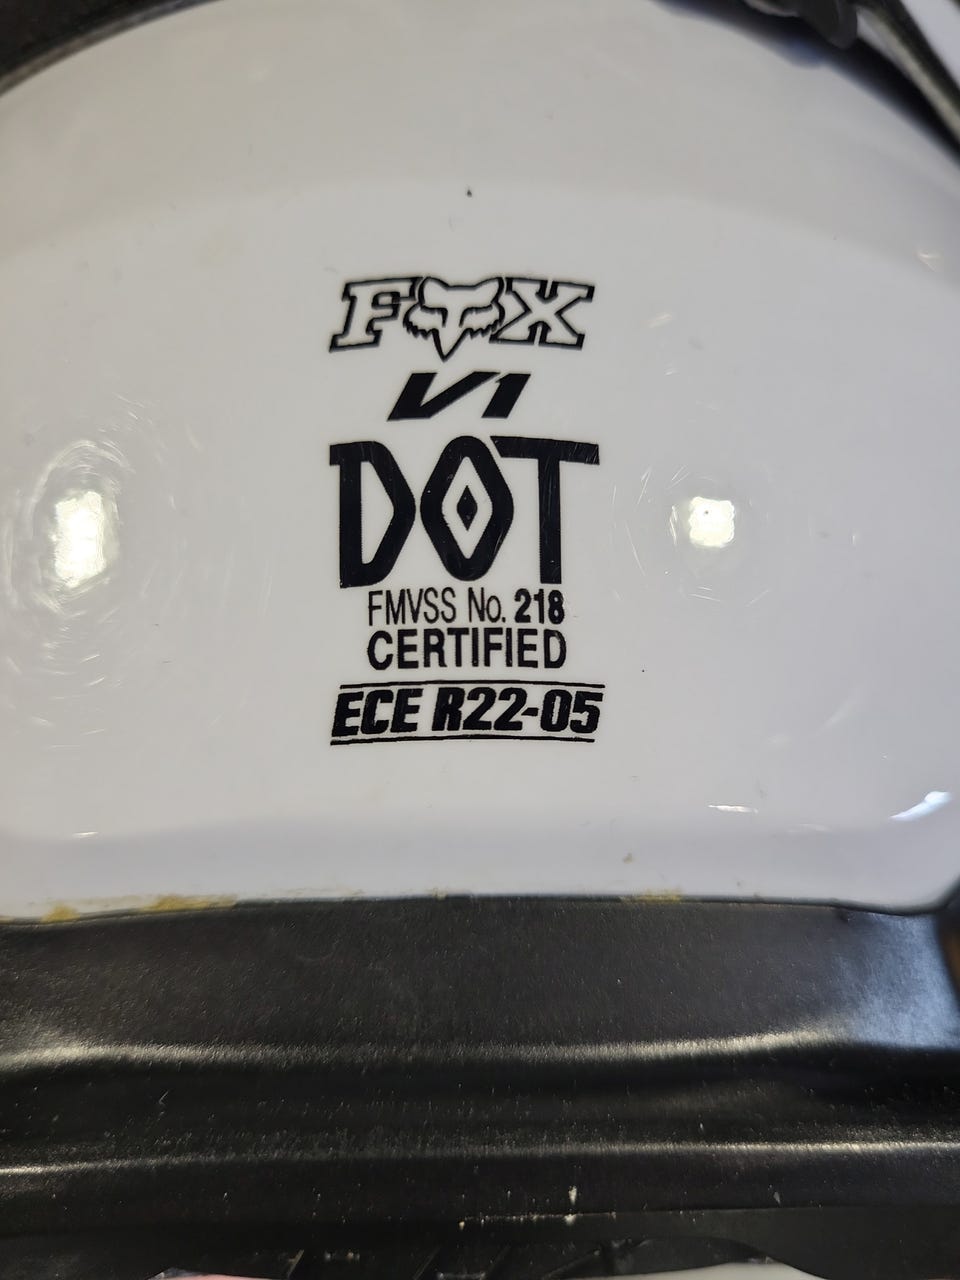 FOX
V1
DOT
FMVSS No. 218
CERTIFIED
ECE R22-05